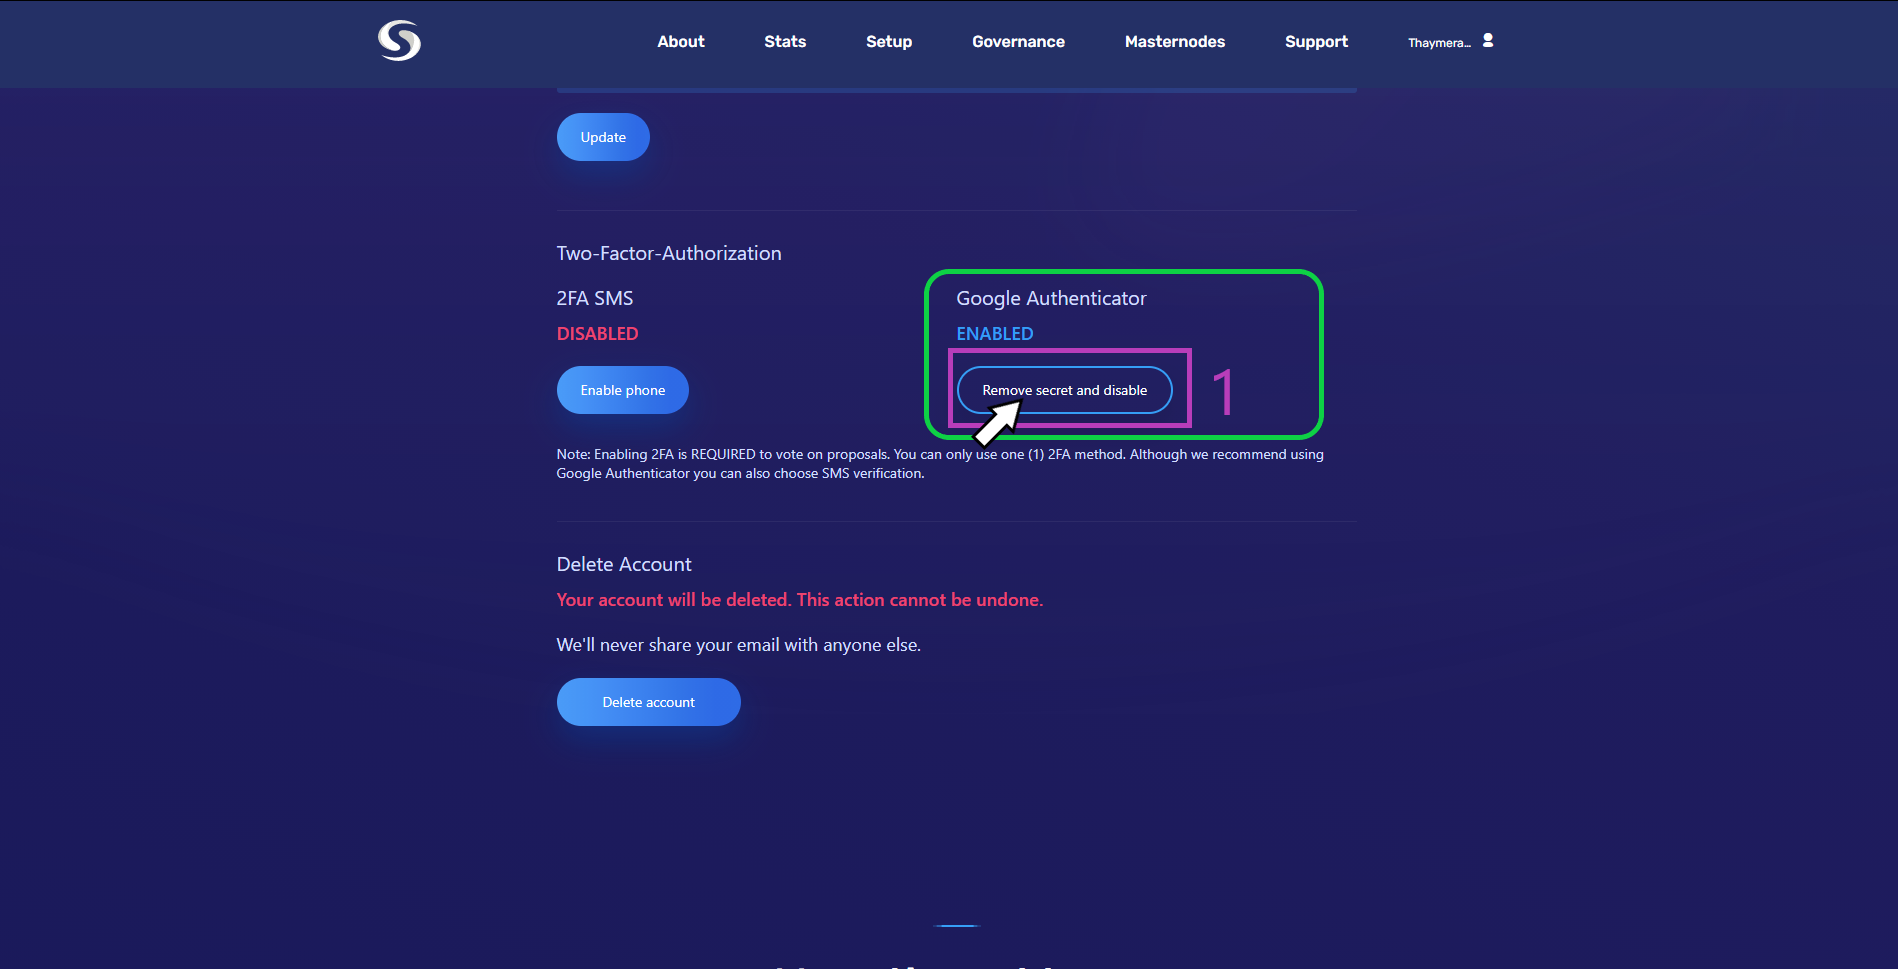 About
Stats
Setup
Governance
Masternodes
Support
Thaymera...
Update
Two-Factor-Authorization
2FA SMS
DISABLED
Enable phone
Google Authenticator
ENABLED
Remove secret and disable
1
Note: Enabling 2FA is REQUIRED to vote on proposals. You can only use one (1) 2FA method. Although we recommend using
Google Authenticator you can also choose SMS verification.
Delete Account
Your account will be deleted. This action cannot be undone.
We'll never share your email with anyone else.
Delete account